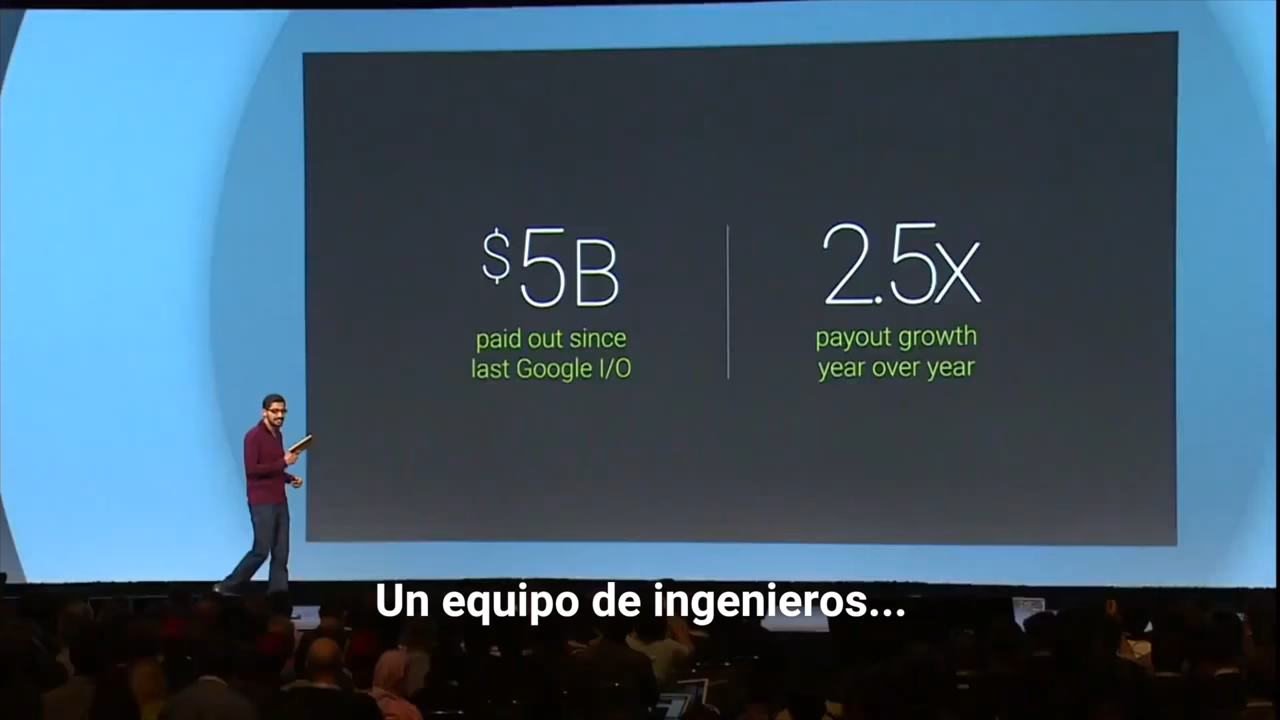 $5B
paid out since
last Google I/O
2.5x
payout growth
year over year
Un equipo de ingenieros...